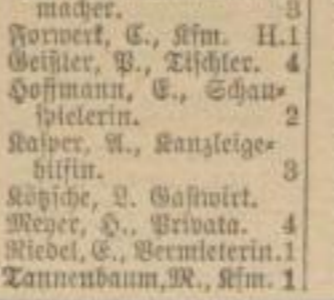 macher. 3
Forwerk, C., Kfm. H.1
Geißler, P., Tischler. 4
Hoffmann, E., Schau-
spielerin. 2
Kasper, A., Kanzleige-
hilfin. 3
Kötzsche, L. Gastwirt.
Meyer, H., Privata. 4
Riedel, E., Vermieterin. 1
Tannenbaum, M., Kfm. 1